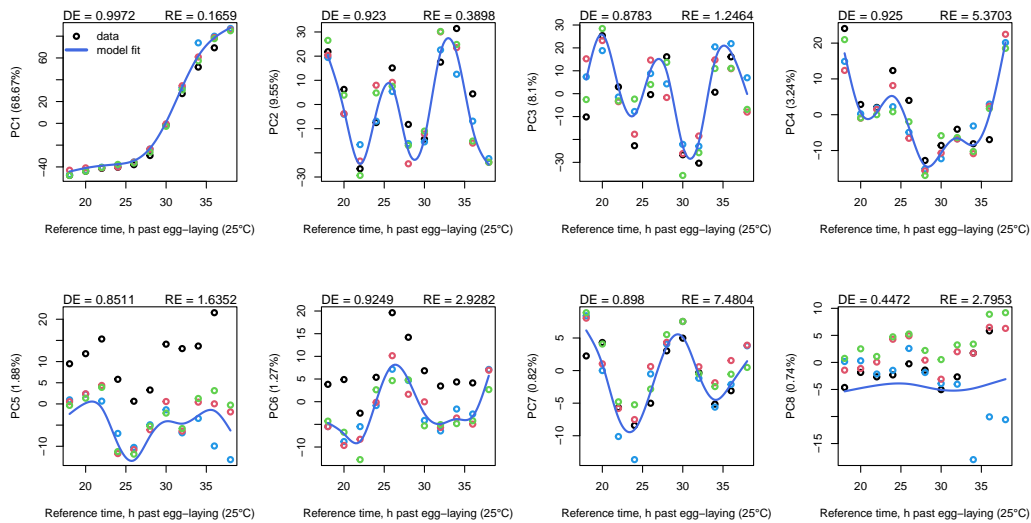 DE = 0.9972 RE = 0.1659
data
model fit
PC1 (68.67%)
−40 0 20 60
20 25 30 35
Reference time, h past egg−laying (25°C)
DE = 0.923 RE = 0.3898
PC2 (9.55%)
−30 −10 0 10 20 30
20 25 30 35
Reference time, h past egg−laying (25°C)
DE = 0.8783 RE = 1.2464
PC3 (8.1%)
−30 −10 0 10 20 30
20 25 30 35
Reference time, h past egg−laying (25°C)
DE = 0.925 RE = 5.3703
PC4 (3.24%)
−10 0 10 20
20 25 30 35
Reference time, h past egg−laying (25°C)
DE = 0.8511 RE = 1.6352
PC5 (1.88%)
−10 0 5 10 20
20 25 30 35
Reference time, h past egg−laying (25°C)
DE = 0.9249 RE = 2.9282
PC6 (1.27%)
−10 0 5 10 20
20 25 30 35
Reference time, h past egg−laying (25°C)
DE = 0.898 RE = 7.4804
PC7 (0.82%)
−10 −5 0 5
20 25 30 35
Reference time, h past egg−laying (25°C)
DE = 0.4472 RE = 2.7953
PC8 (0.74%)
−15 −5 0 5 10
20 25 30 35
Reference time, h past egg−laying (25°C)